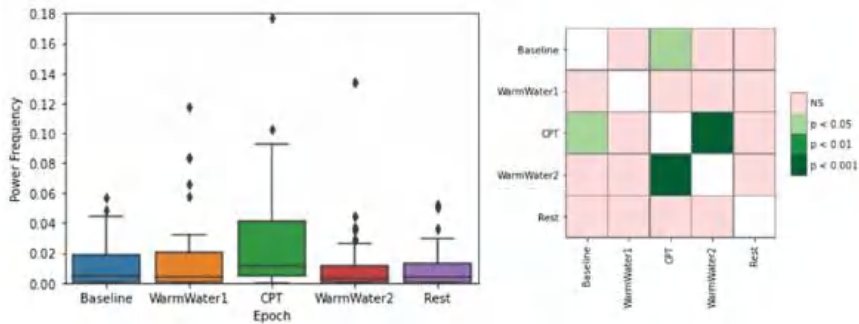 0.18
0.16
0.14
0.12
0.10
0.08
0.06
0.04
0.02
0.00
Power Frequency
Baseline WarmWater1 CPT WarmWater2 Rest
Epoch
Baseline
WarmWater1
CPT
WarmWater2
Rest
Baseline
WarmWater1
CPT
WarmWater2
Rest
NS
p < 0.05
p < 0.01
p < 0.001